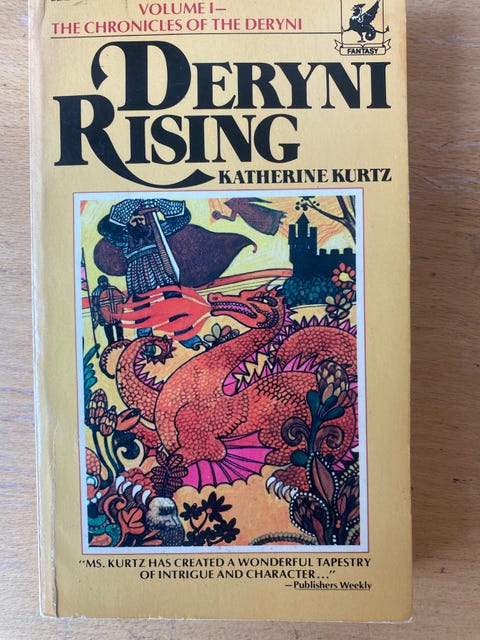 VOLUME I—
THE CHRONICLES OF THE DERYNI
FANTASY
DERYNI
RISING
KATHERINE KURTZ
"MS. KURTZ HAS CREATED A WONDERFUL TAPESTRY
OF INTRIGUE AND CHARACTER..."
—Publishers Weekly